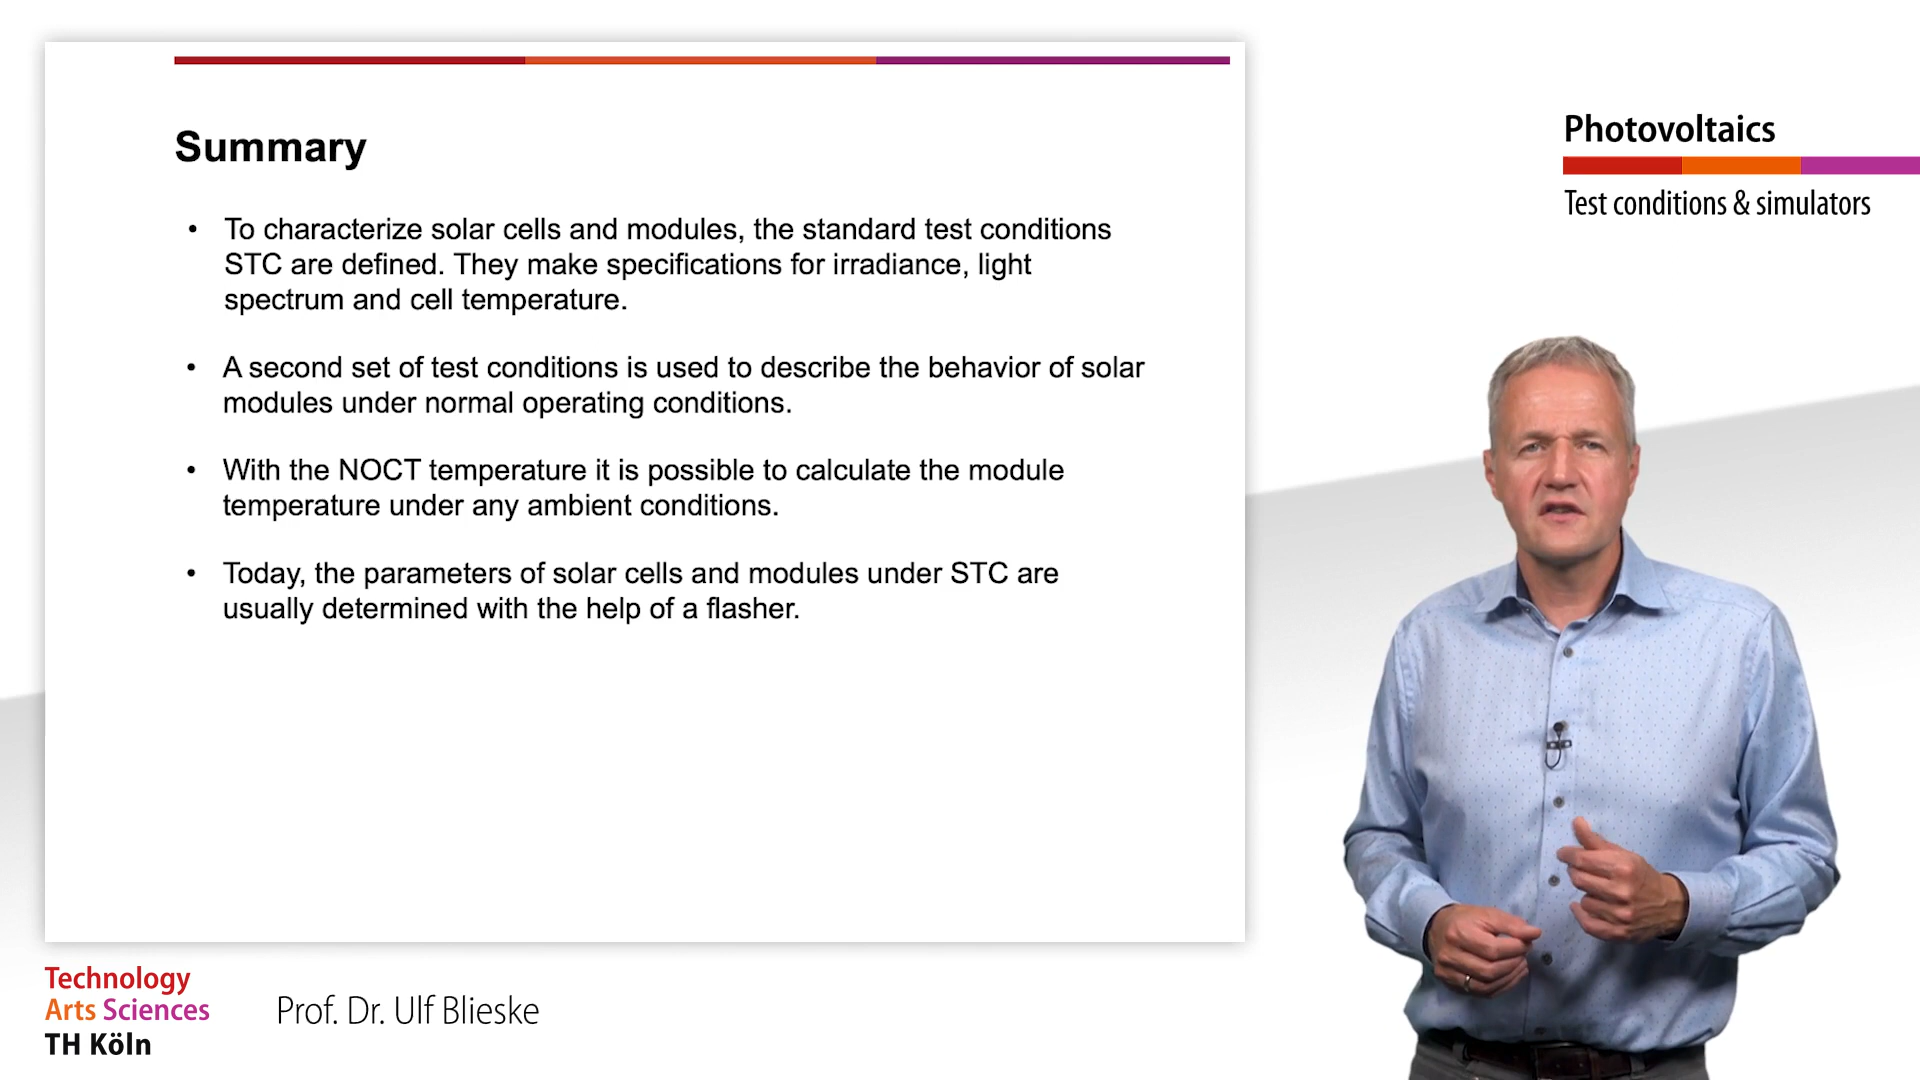 Summary
• To characterize solar cells and modules, the standard test conditions
STC are defined. They make specifications for irradiance, light
spectrum and cell temperature.
• A second set of test conditions is used to describe the behavior of solar
modules under normal operating conditions.
• With the NOCT temperature it is possible to calculate the module
temperature under any ambient conditions.
• Today, the parameters of solar cells and modules under STC are
usually determined with the help of a flasher.
Photovoltaics
Test conditions & simulators
Technology
Arts Sciences
TH Köln
Prof. Dr. Ulf Blieske